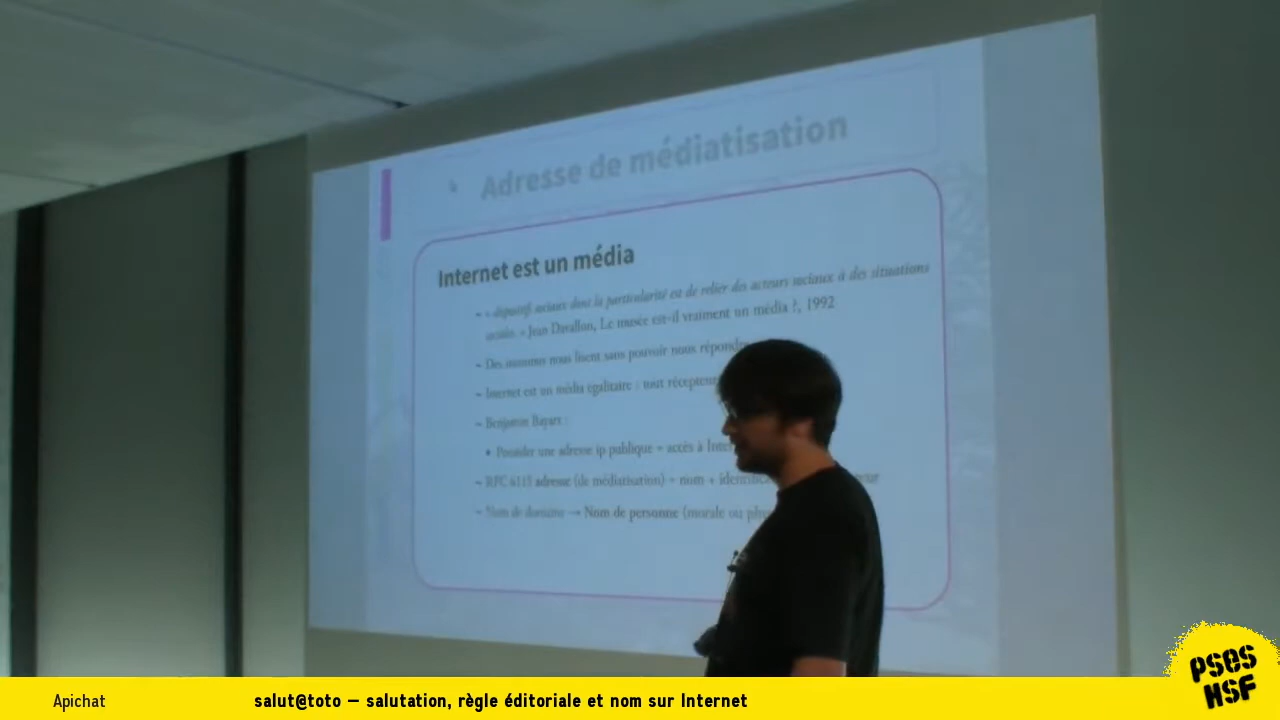 Adresse de médiatisation
Internet est un média
~ « dispositifs sociaux dont la particularité est de relier des acteurs sociaux à des situations
sociales. » Jean Davallon, Le musée est-il vraiment un média ?, 1992
~ Des nous lisent sans pouvoir nous répondre
~ Internet est un média égalitaire : tout récepteur
~ Benjamin Bayart :
• Posséder une adresse ip publique = accès à Inter
~ RFC 6115 adresse (de médiatisation) = nom +
~ Nom de domaine → Nom de personne (morale ou phys
Apichat
salut@toto — salutation, règle éditoriale et nom sur Internet
PSES
HSF